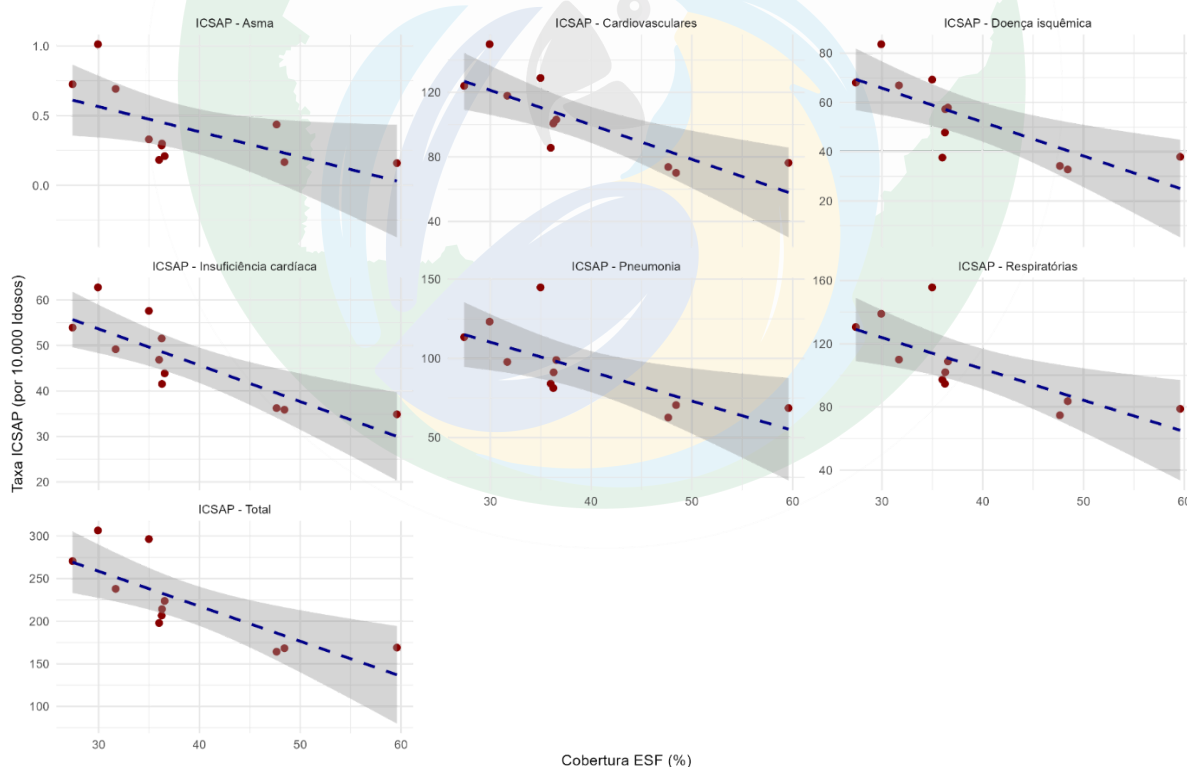 ICSAP - Asma
ICSAP - Cardiovasculares
ICSAP - Doença isquêmica
1.0
0.5
0.0
120
80
40
80
60
40
20
ICSAP - Insuficiência cardíaca
ICSAP - Pneumonia
ICSAP - Respiratórias
60
50
40
30
20
150
100
50
160
120
80
40
30 40 50 60
30 40 50 60
ICSAP - Total
300
250
200
150
100
30 40 50 60
Taxa ICSAP (por 10.000 Idosos)
Cobertura ESF (%)